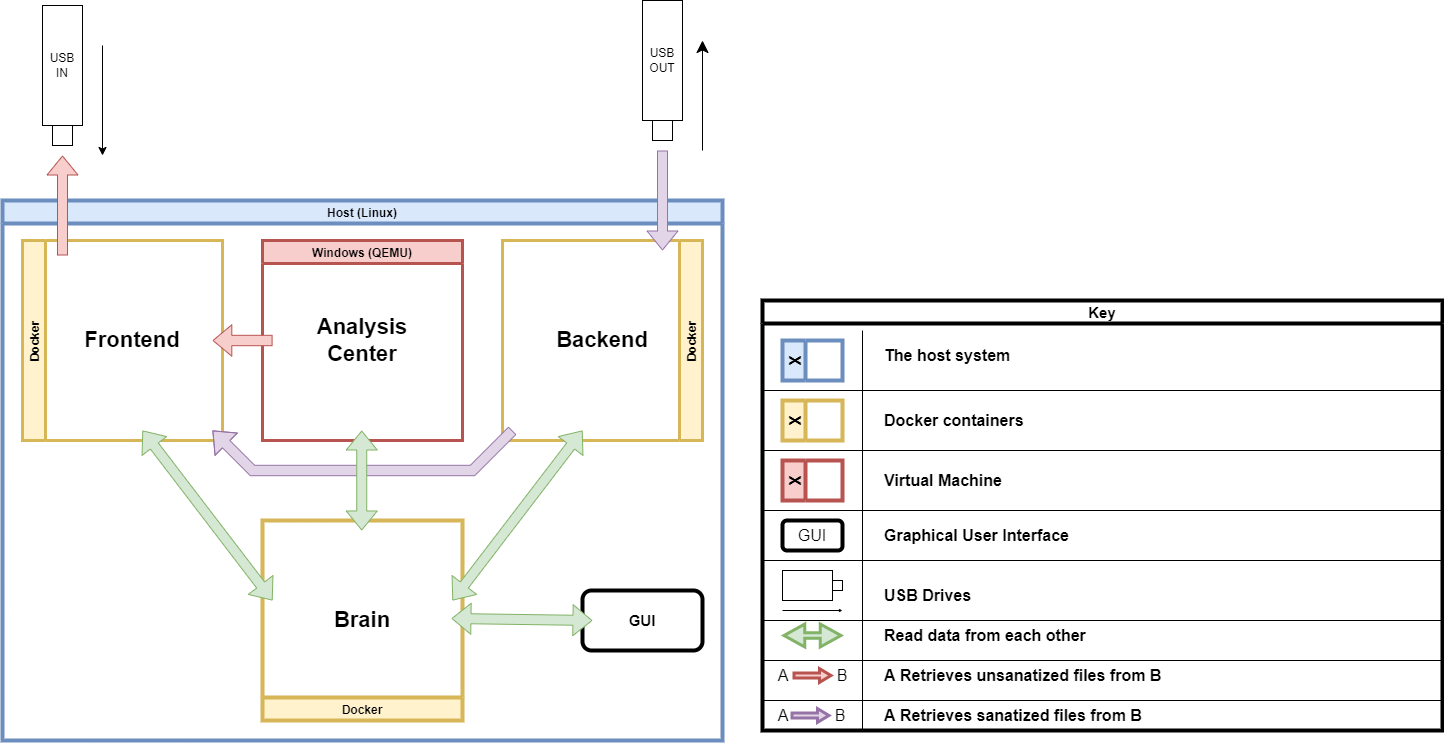 USB
IN
USB
OUT
Host (Linux)
Docker
Frontend
Windows (QEMU)
Analysis
Center
Backend
Docker
Brain
Docker
GUI
Key
X
The host system
X
Docker containers
X
Virtual Machine
GUI
Graphical User Interface
USB Drives
Read data from each other
A B
A Retrieves unsanatized files from B
A B
A Retrieves sanatized files from B